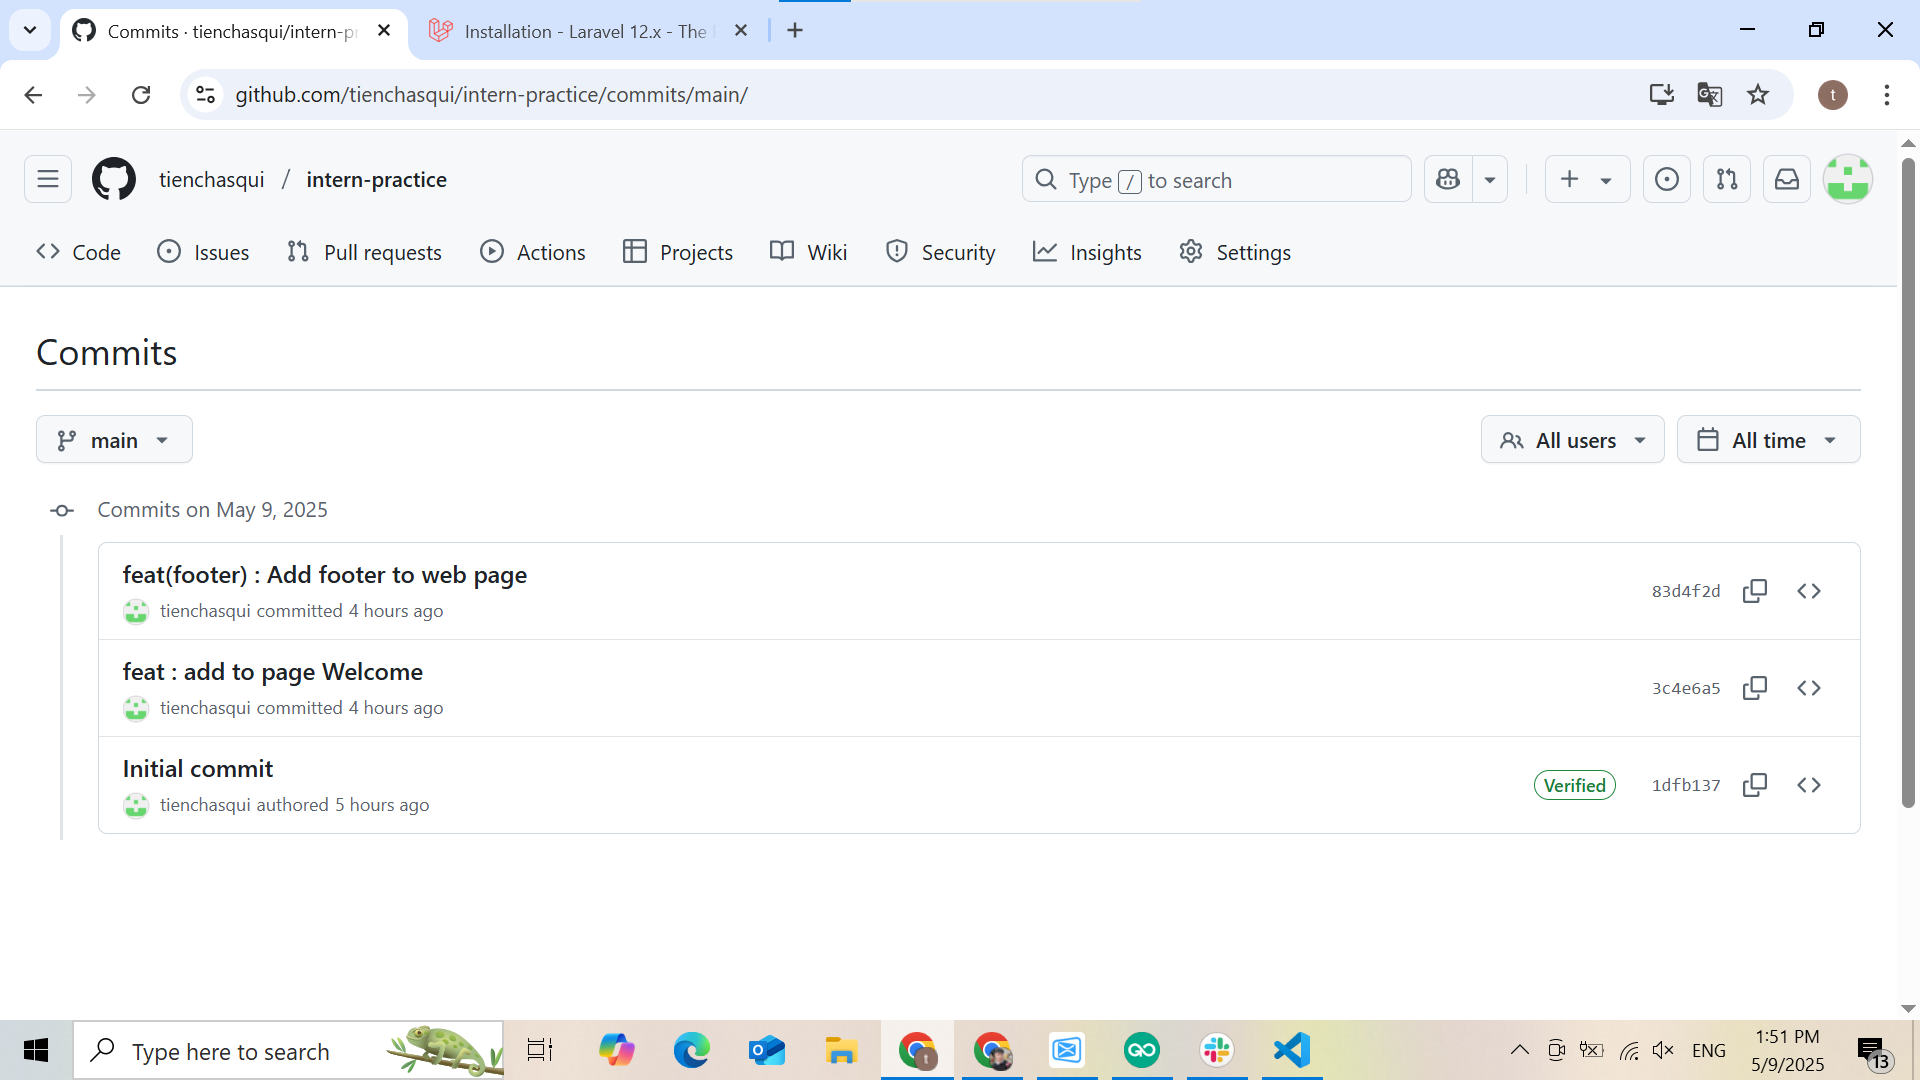 Commits · tienchasqui/intern-pr
Installation - Laravel 12.x - The
github.com/tienchasqui/intern-practice/commits/main/
t
tienchasqui / intern-practice
Type / to search
Code
Issues
Pull requests
Actions
Projects
Wiki
Security
Insights
Settings
Commits
main
All users
All time
Commits on May 9, 2025
feat(footer) : Add footer to web page
tienchasqui committed 4 hours ago
83d4f2d
feat : add to page Welcome
tienchasqui committed 4 hours ago
3c4e6a5
Initial commit
tienchasqui authored 5 hours ago
Verified
1dfb137
Type here to search
t
ENG
1:51 PM
5/9/2025
13